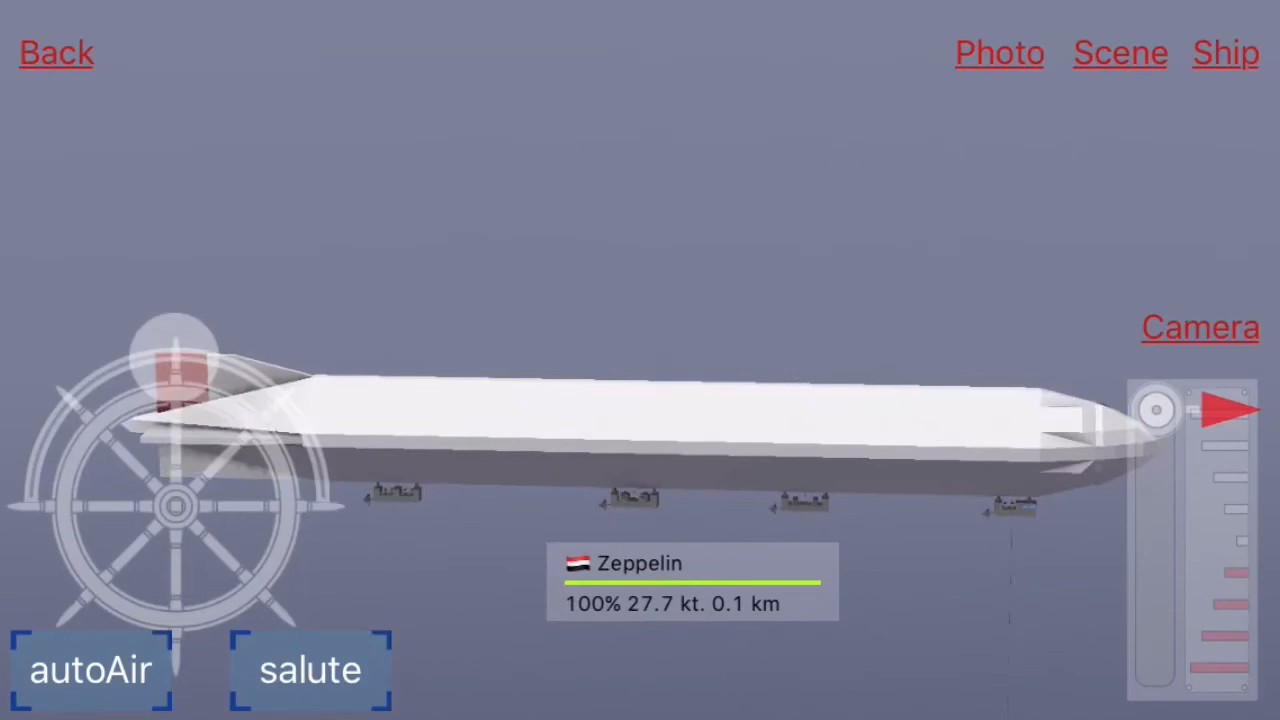 Back
Photo Scene Ship
Camera
Zeppelin
100% 27.7 kt. 0.1 km
autoAir
salute